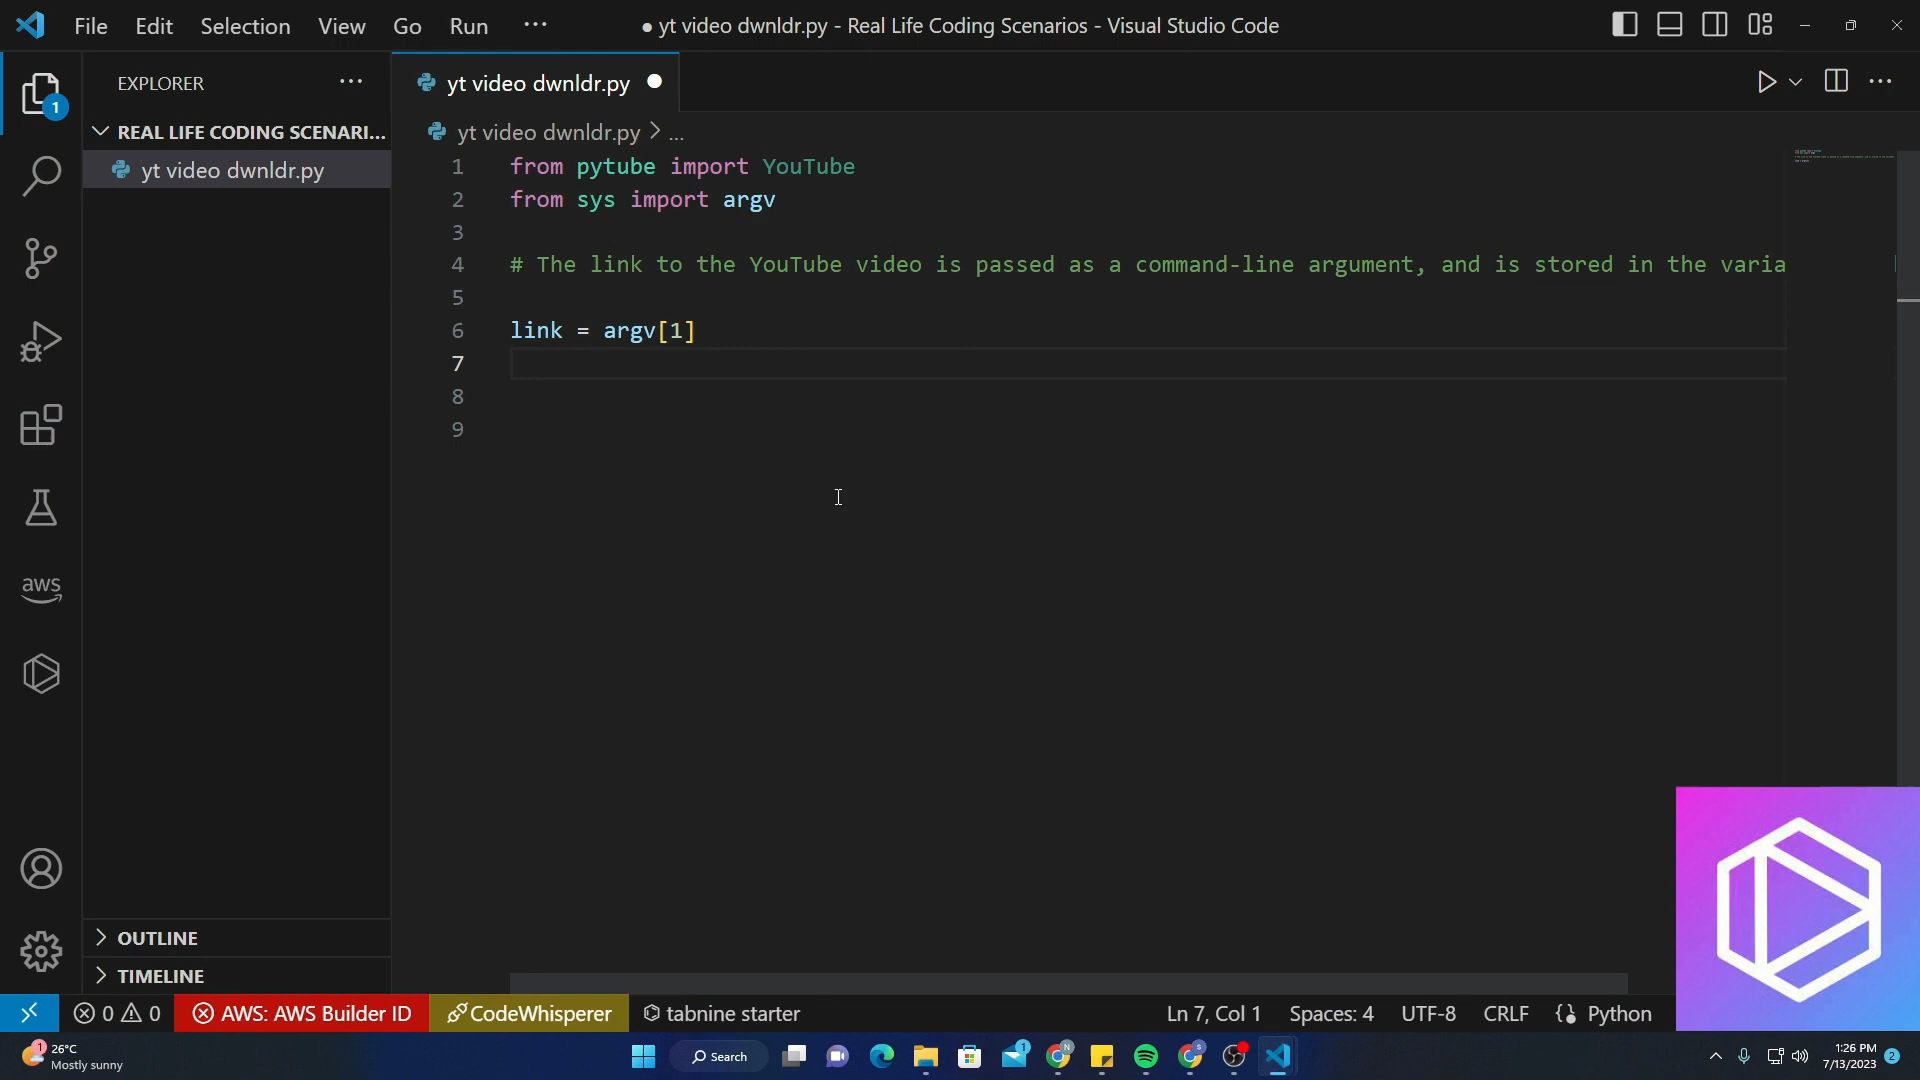 File Edit Selection View Go Run ···
● yt video dwnldr.py - Real Life Coding Scenarios - Visual Studio Code
EXPLORER ···
REAL LIFE CODING SCENARI...
yt video dwnldr.py
yt video dwnldr.py ●
yt video dwnldr.py > ...
1 from pytube import YouTube
2 from sys import argv
3
4 # The link to the YouTube video is passed as a command-line argument, and is stored in the varia
5
6 link = argv[1]
7
8
9
1
aws
OUTLINE
TIMELINE
0 0 AWS: AWS Builder ID CodeWhisperer tabnine starter
Ln 7, Col 1 Spaces: 4 UTF-8 CRLF {} Python
1 26°C
Mostly sunny
Search
1
N
S
1:26 PM
7/13/2023
2